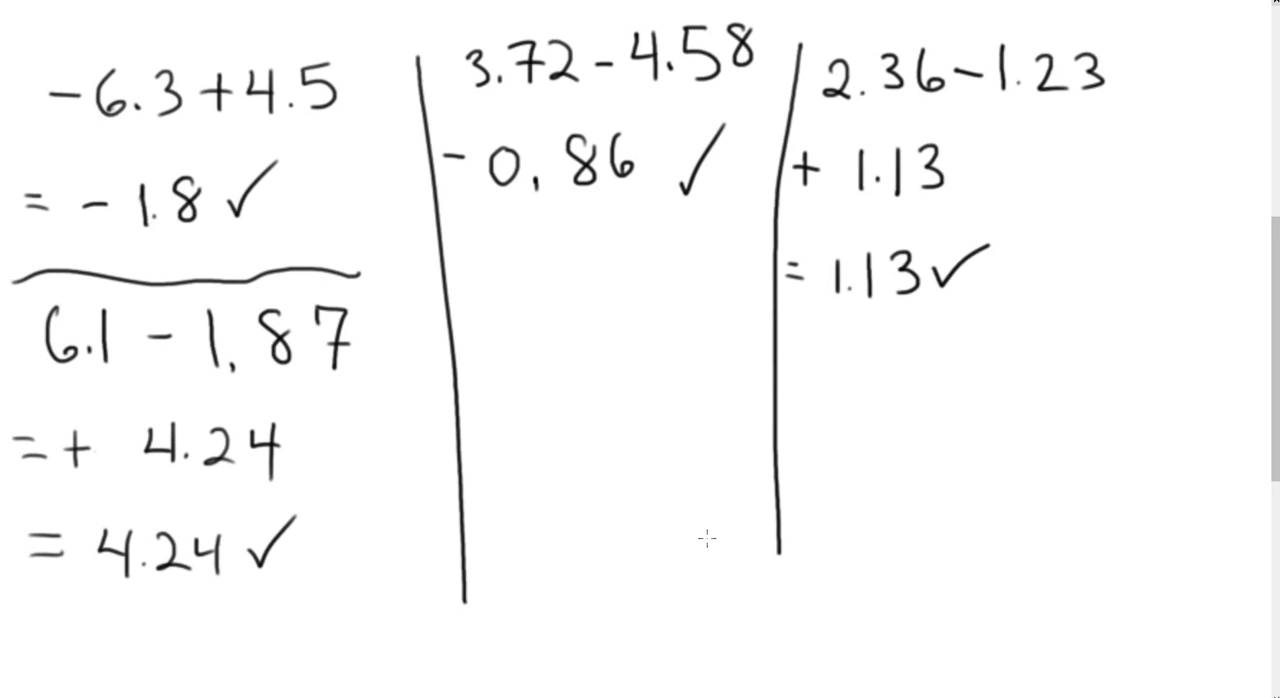 -6.3+4.5
= - 1.8 ✓
6.1 - 1.87
= + 4.24
= 4.24 ✓
3.72 - 4.58
- 0.86 ✓
2.36 - 1.23
+ 1.13
= 1.13 ✓